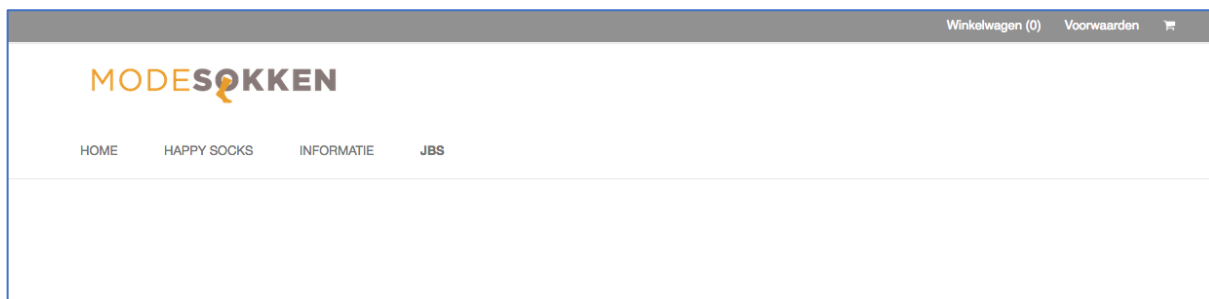 Winkelwagen (0) Voorwaarden
MODESOKKEN
HOME HAPPY SOCKS INFORMATIE JBS